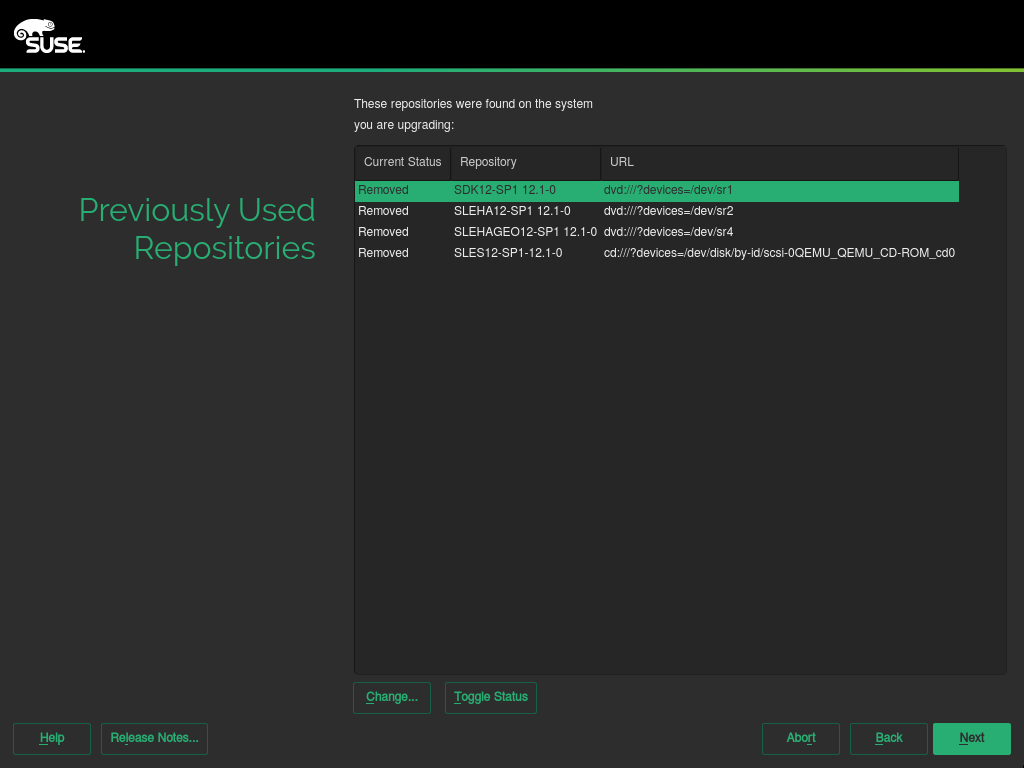 SUSE.
These repositories were found on the system
you are upgrading:
Previously Used
Repositories
Current Status Repository URL
Removed SDK12-SP1 12.1-0 dvd:///?devices=/dev/sr1
Removed SLEHA12-SP1 12.1-0 dvd:///?devices=/dev/sr2
Removed SLEHAGEO12-SP1 12.1-0 dvd:///?devices=/dev/sr4
Removed SLES12-SP1-12.1-0 cd:///?devices=/dev/disk/by-id/scsi-0QEMU_QEMU_CD-ROM_cd0
Change... Toggle Status
Help Release Notes... Abort Back Next